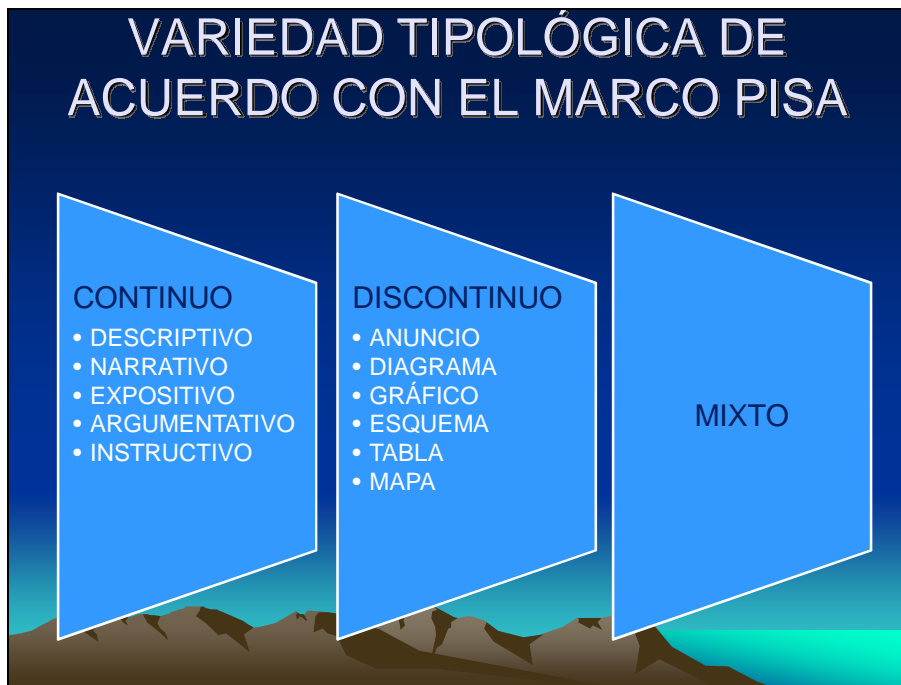 VARIEDAD TIPOLÓGICA DE
ACUERDO CON EL MARCO PISA
CONTINUO
• DESCRIPTIVO
• NARRATIVO
• EXPOSITIVO
• ARGUMENTATIVO
• INSTRUCTIVO
DISCONTINUO
• ANUNCIO
• DIAGRAMA
• GRÁFICO
• ESQUEMA
• TABLA
• MAPA
MIXTO